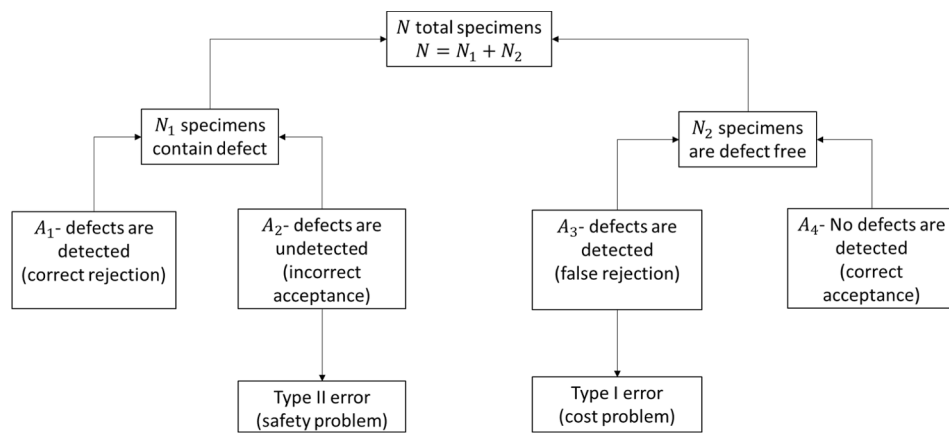 N total specimens
N = N₁ + N₂
N₁ specimens
contain defect
N₂ specimens
are defect free
A₁- defects are
detected
(correct rejection)
A₂- defects are
undetected
(incorrect
acceptance)
A₃- defects are
detected
(false rejection)
A₄- No defects are
detected
(correct
acceptance)
Type II error
(safety problem)
Type I error
(cost problem)